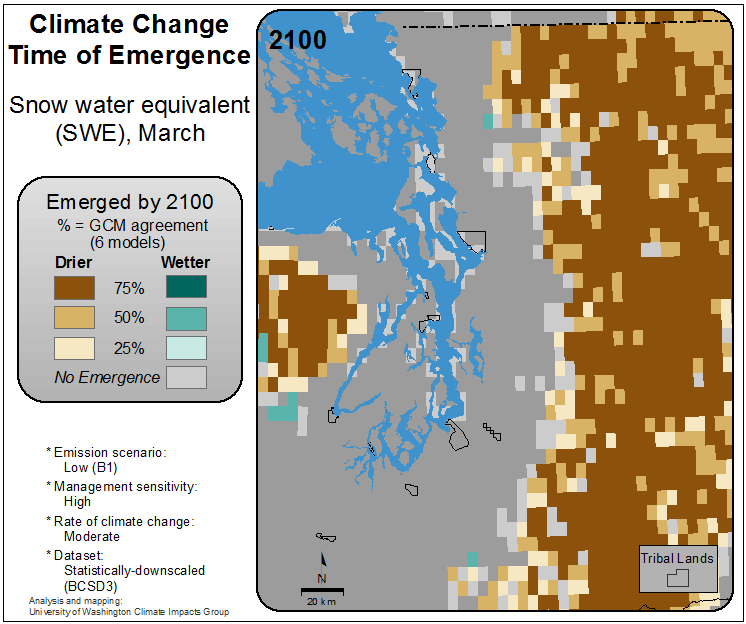 Climate Change
Time of Emergence
Snow water equivalent
(SWE), March
Emerged by 2100
% = GCM agreement
(6 models)
Drier Wetter
75%
50%
25%
No Emergence
* Emission scenario:
Low (B1)
* Management sensitivity:
High
* Rate of climate change:
Moderate
* Dataset:
Statistically-downscaled
(BCSD3)
Analysis and mapping:
University of Washington Climate Impacts Group
2100
N
20 km
Tribal Lands